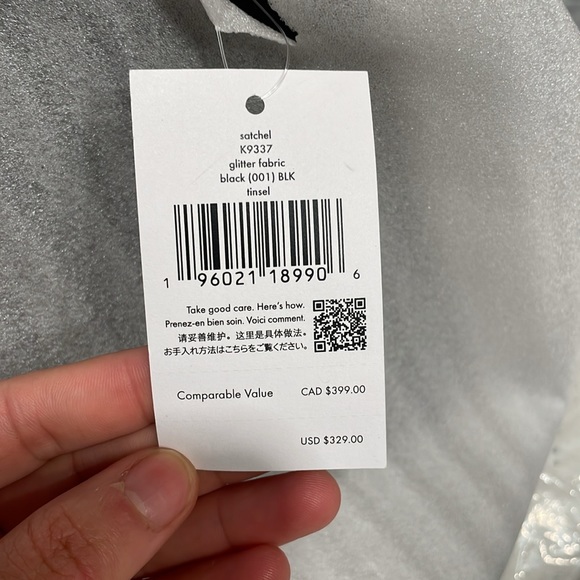 satchel
K9337
glitter fabric
black (001) BLK
tinsel
1 96021 18990 6
Take good care. Here's how.
Prenez-en bien soin. Voici comment.
请妥善维护。这里是具体做法。
お手入れ方法はこちらをご覧ください。
Comparable Value CAD $399.00
USD $329.00